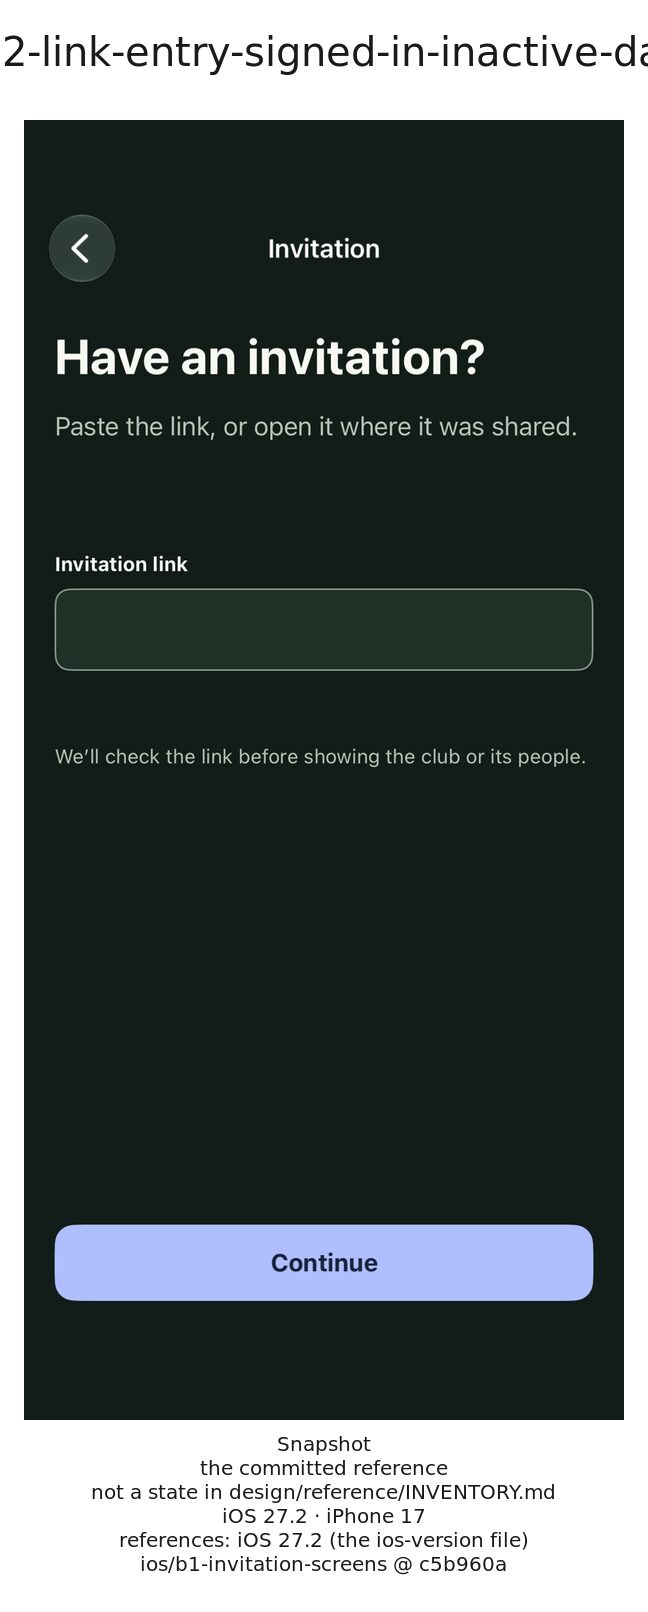 2-link-entry-signed-in-inactive-da
Invitation
Have an invitation?
Paste the link, or open it where it was shared.
Invitation link
We’ll check the link before showing the club or its people.
Continue
Snapshot
the committed reference
not a state in design/reference/INVENTORY.md
iOS 27.2 · iPhone 17
references: iOS 27.2 (the ios-version file)
ios/b1-invitation-screens @ c5b960a